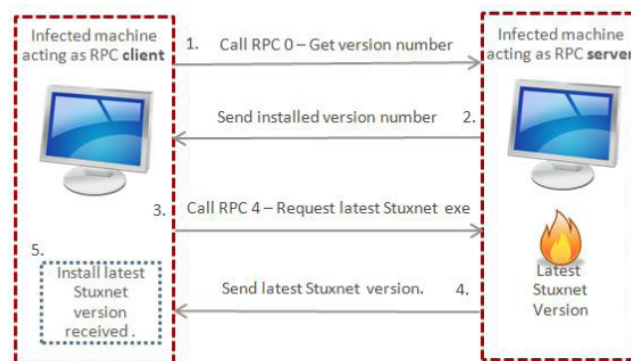 Infected machine
acting as RPC client
1. Call RPC 0 – Get version number
Infected machine
acting as RPC server
Send installed version number 2.
3. Call RPC 4 – Request latest Stuxnet exe
Send latest Stuxnet version. 4.
5.
Install latest
Stuxnet
version
received .
Latest
Stuxnet
Version